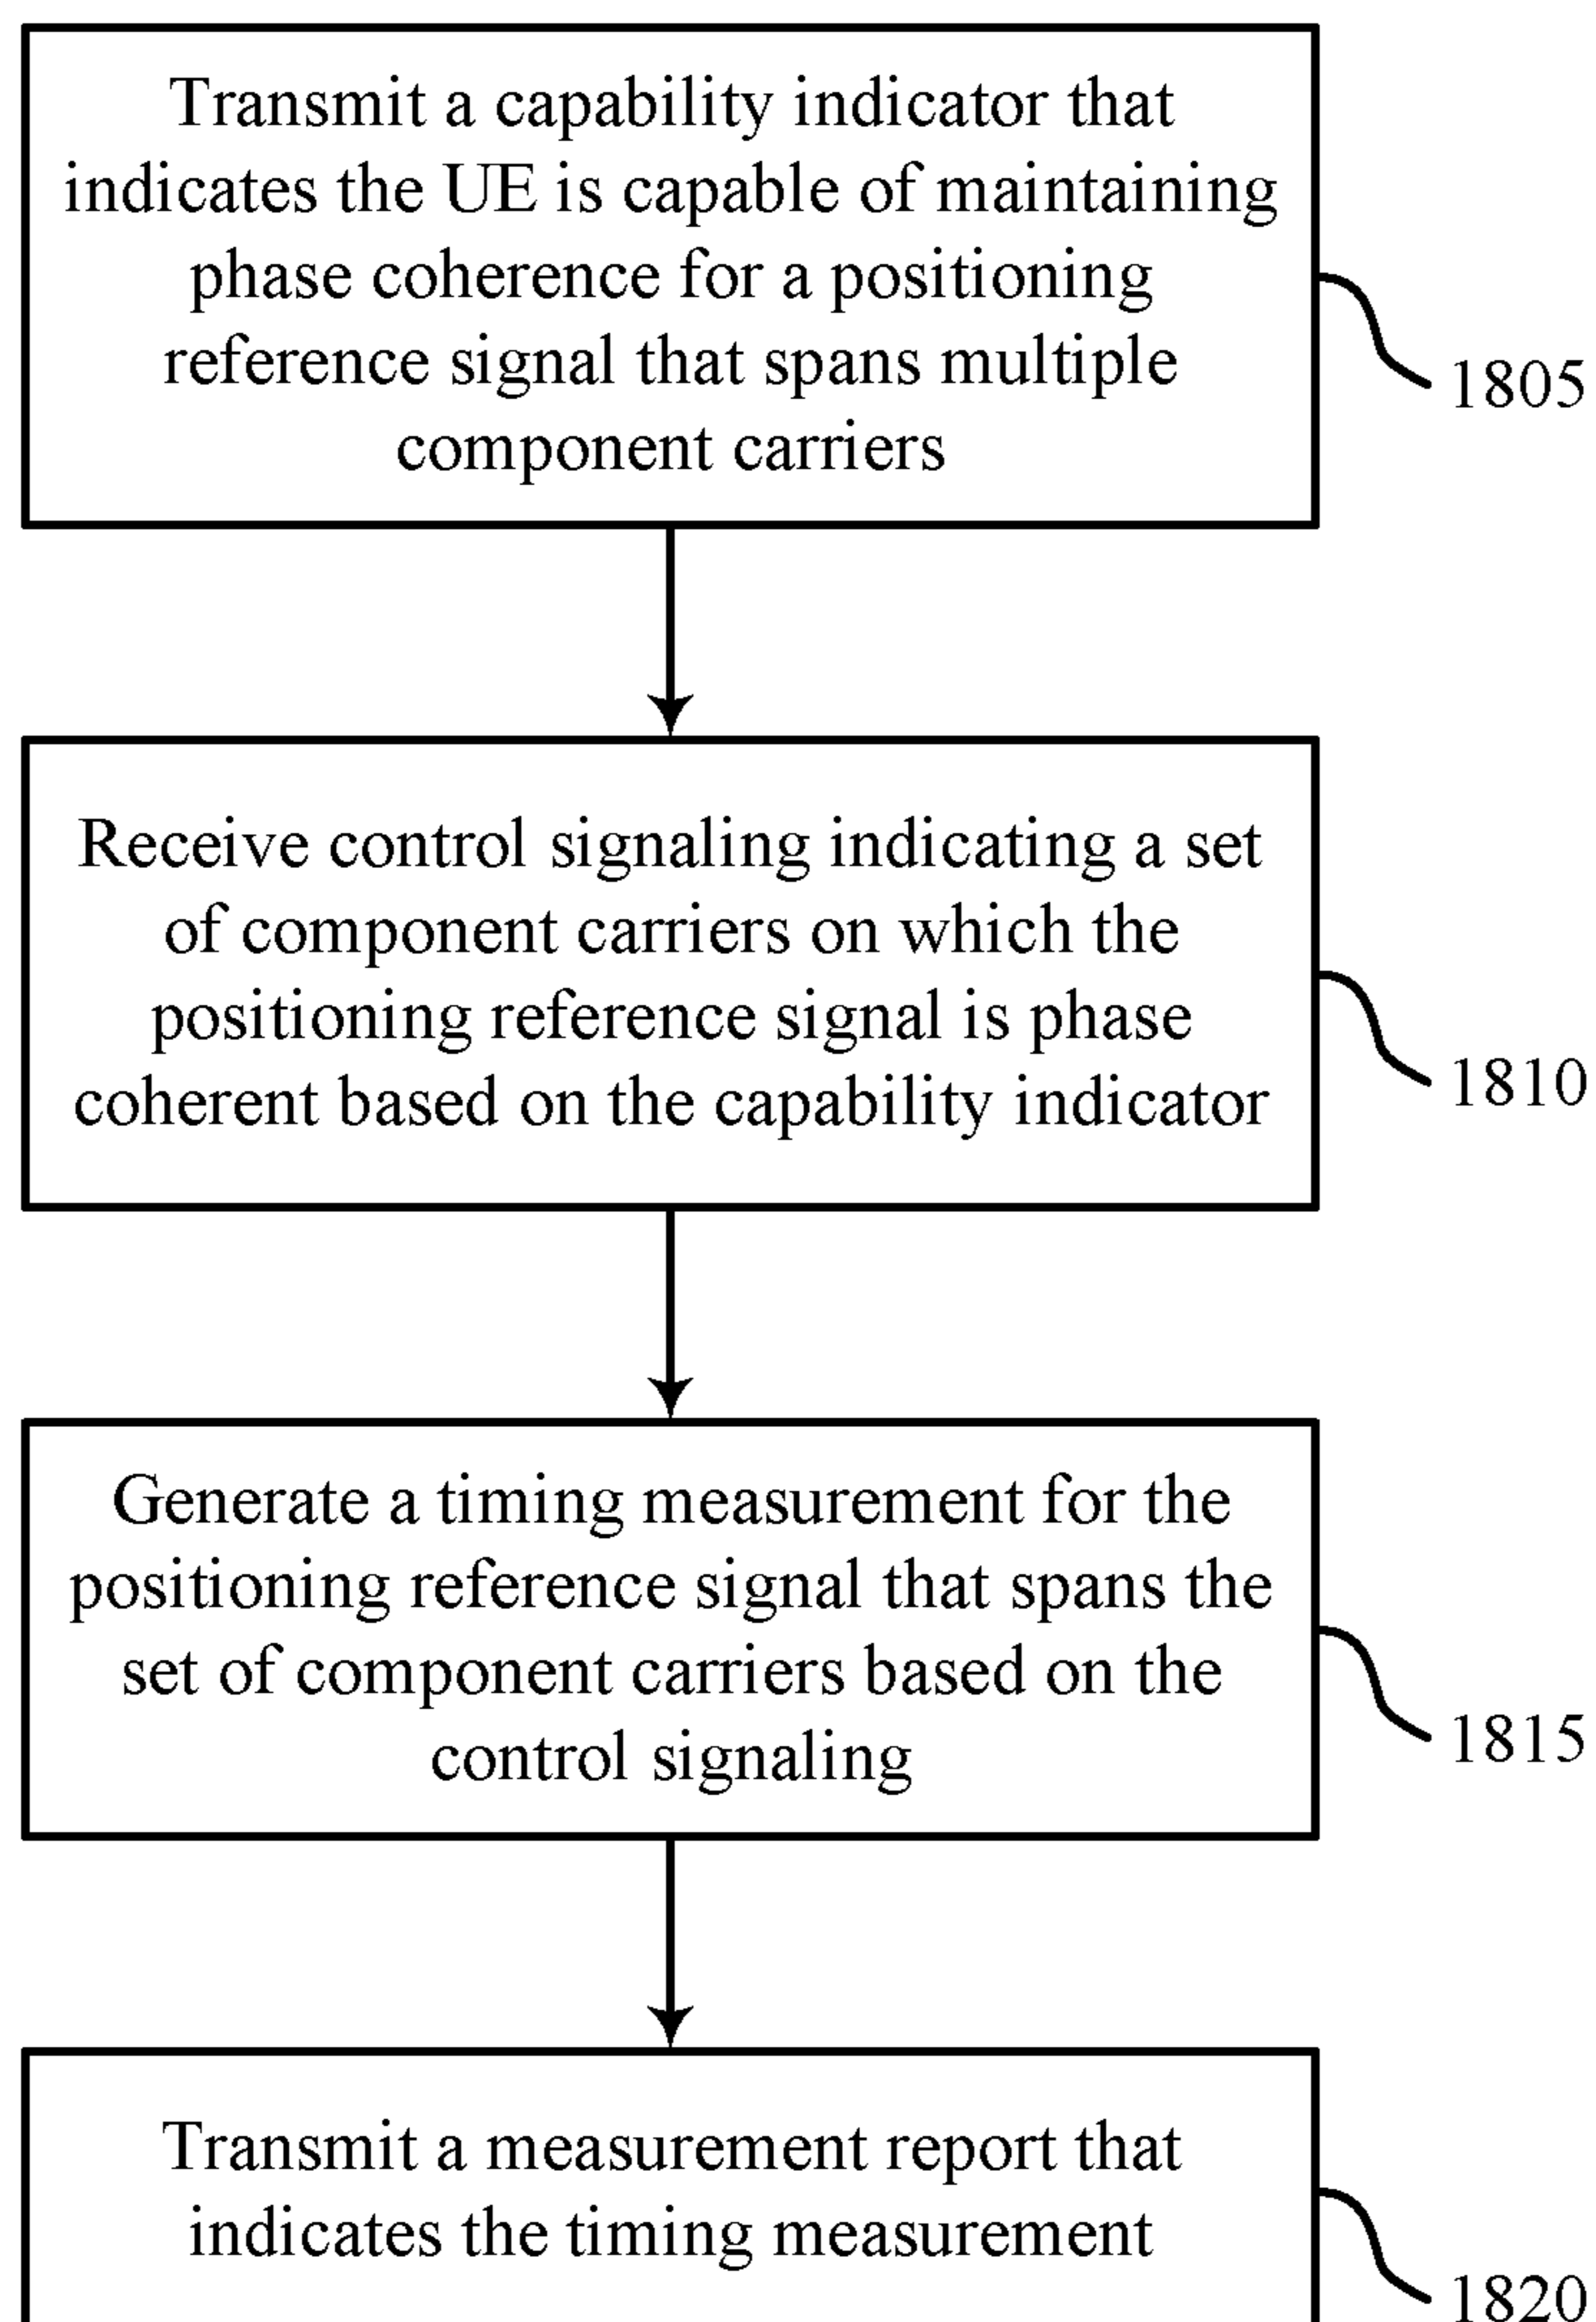 Transmit a capability indicator that
indicates the UE is capable of maintaining
phase coherence for a positioning
reference signal that spans multiple
component carriers
1805
Receive control signaling indicating a set
of component carriers on which the
positioning reference signal is phase
coherent based on the capability indicator
1810
Generate a timing measurement for the
positioning reference signal that spans the
set of component carriers based on the
control signaling
1815
Transmit a measurement report that
indicates the timing measurement
1820